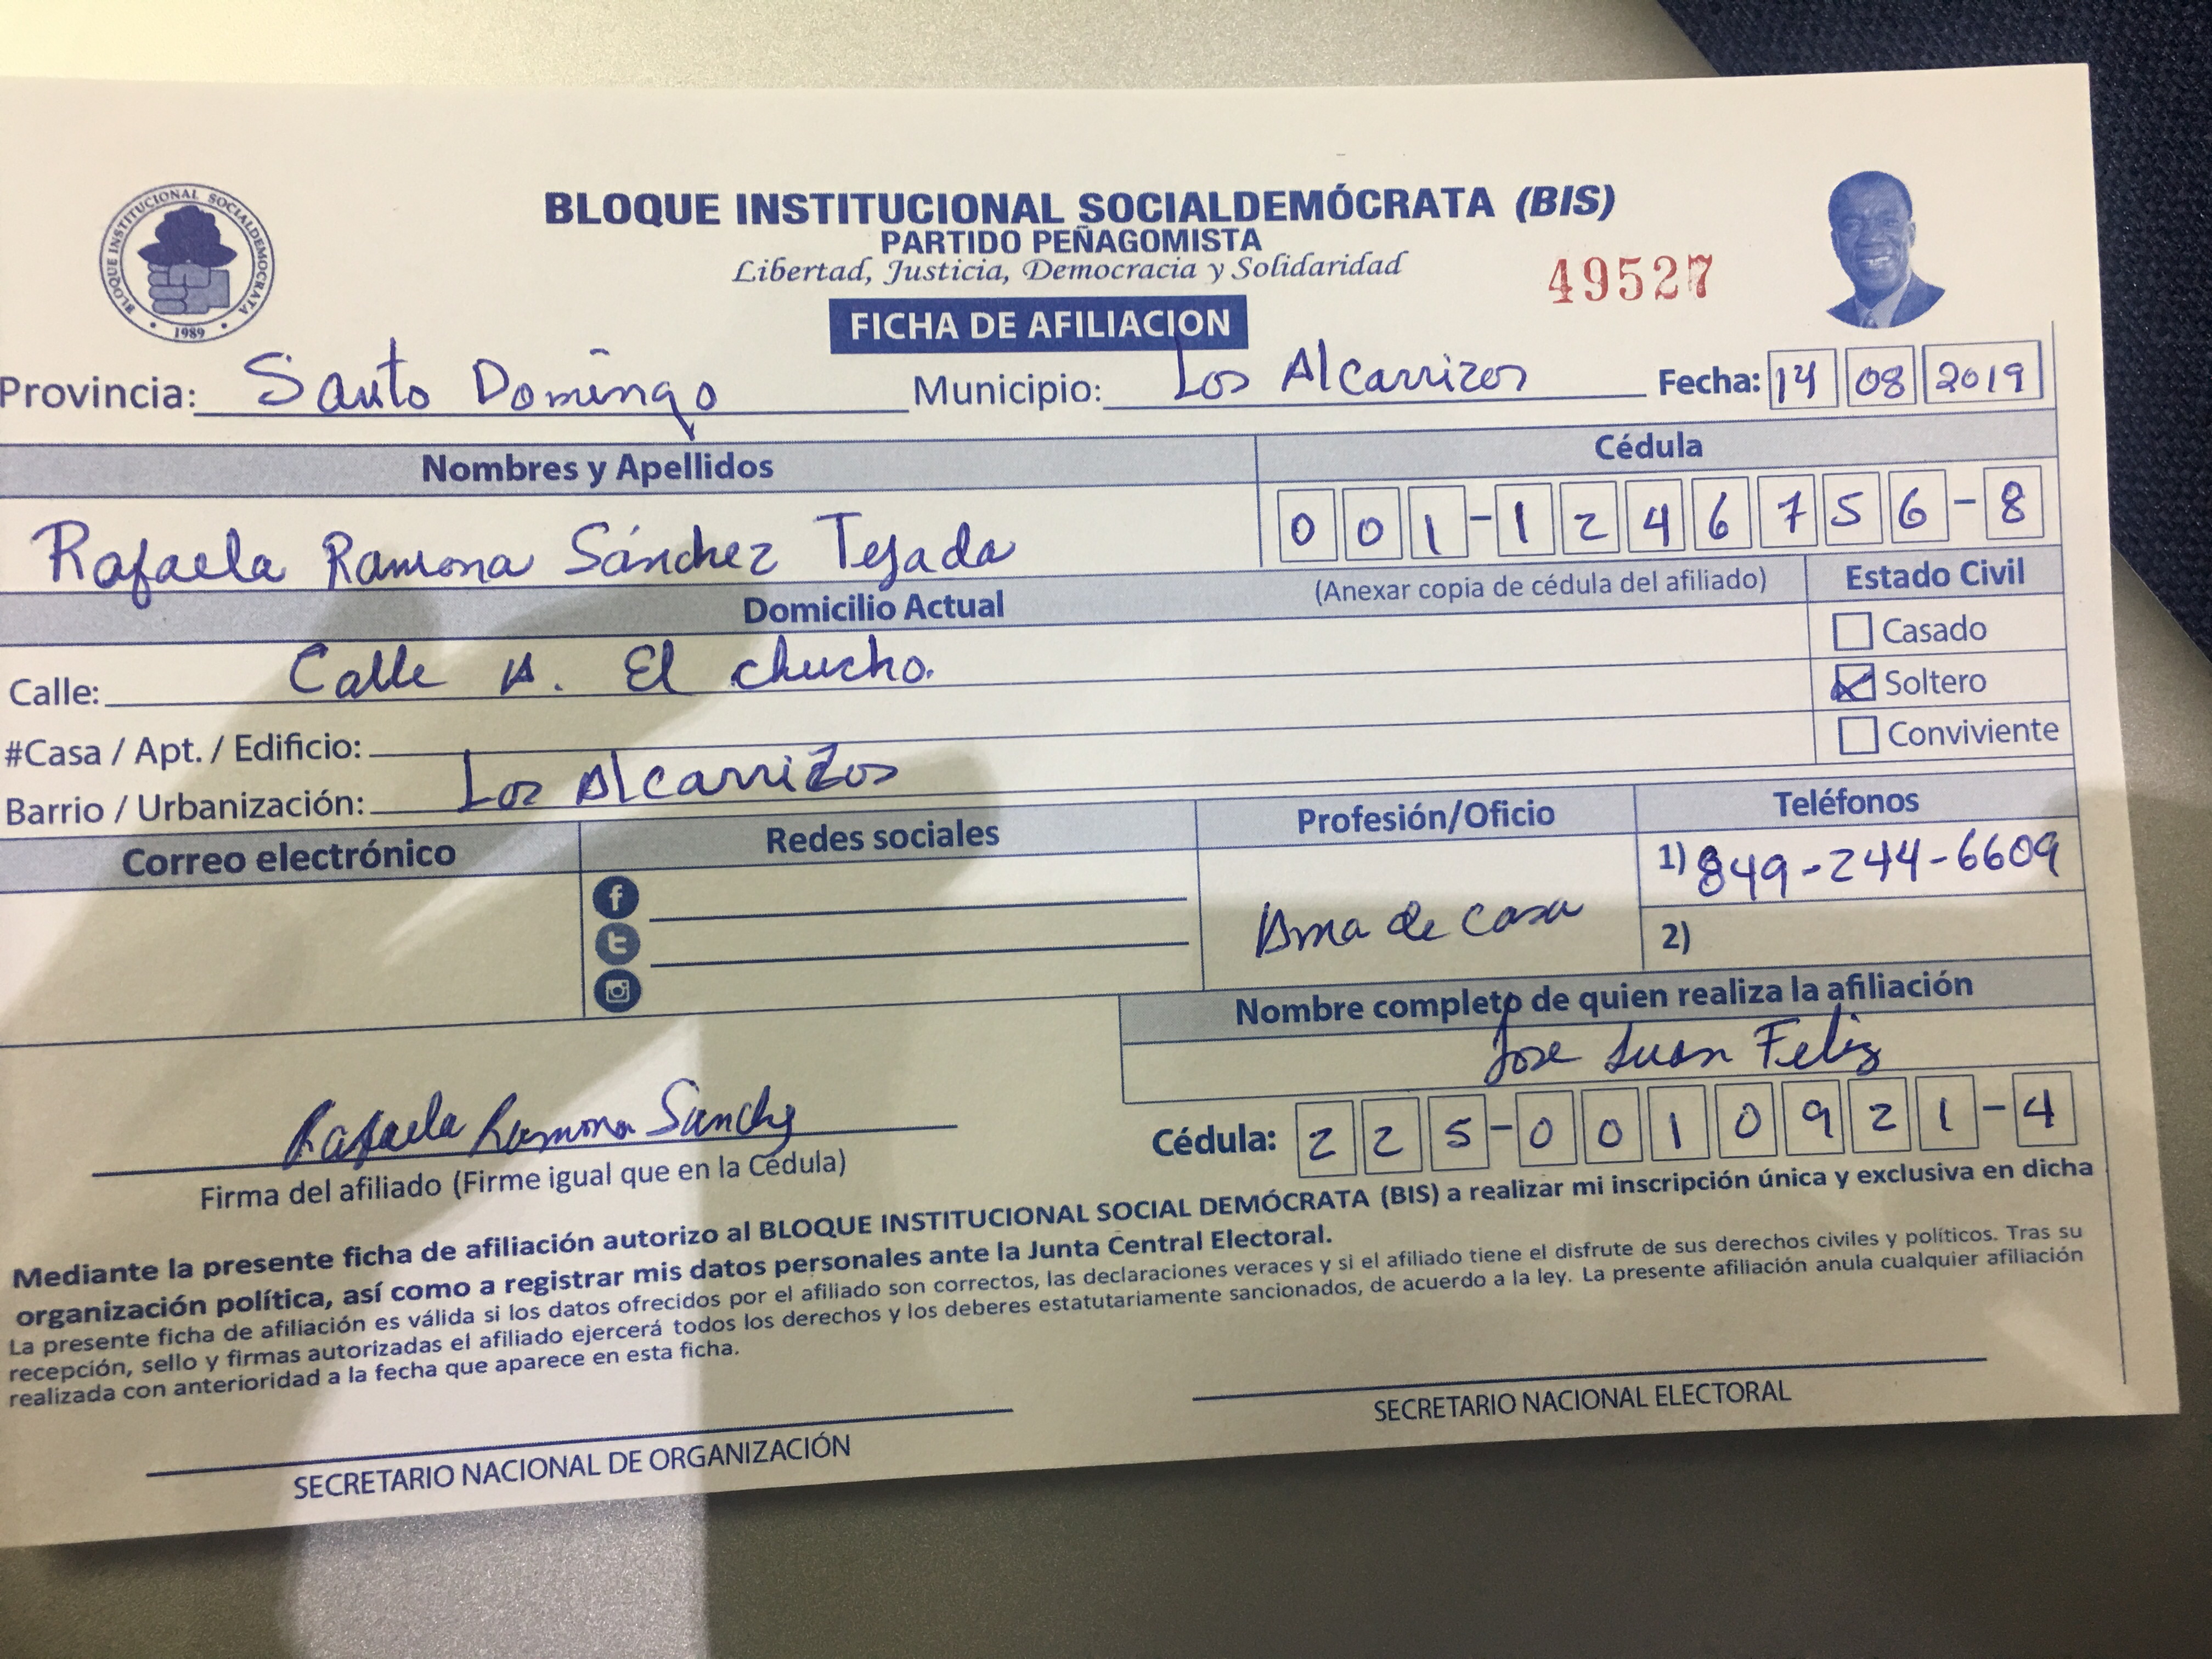 BLOQUE INSTITUCIONAL SOCIALDEMOCRATA
1989
BLOQUE INSTITUCIONAL SOCIALDEMÓCRATA (BIS)
PARTIDO PEÑAGOMISTA
Libertad, Justicia, Democracia y Solidaridad
49527
FICHA DE AFILIACION
Provincia: Santo Domingo Municipio: Los Alcarrizos Fecha: 14 08 2019
Nombres y Apellidos Cédula
Rafaela Ramona Sánchez Tejada 001-1246756-8
Domicilio Actual (Anexar copia de cédula del afiliado) Estado Civil
Casado
Calle: Calle A. El chucho. Soltero
#Casa / Apt. / Edificio: Conviviente
Barrio / Urbanización: Los Alcarrizos
Correo electrónico Redes sociales Profesión/Oficio Teléfonos
1) 849-244-6609
Ama de casa 2)
Nombre completo de quien realiza la afiliación
Jose Juan Feliz
Rafaela Ramona Sanchz Cédula: 225-0010921-4
Firma del afiliado (Firme igual que en la Cédula)
Mediante la presente ficha de afiliación autorizo al BLOQUE INSTITUCIONAL SOCIAL DEMÓCRATA (BIS) a realizar mi inscripción única y exclusiva en dicha
organización política, así como a registrar mis datos personales ante la Junta Central Electoral.
La presente ficha de afiliación es válida si los datos ofrecidos por el afiliado son correctos, las declaraciones veraces y si el afiliado tiene el disfrute de sus derechos civiles y políticos. Tras su
recepción, sello y firmas autorizadas el afiliado ejercerá todos los derechos y los deberes estatutariamente sancionados, de acuerdo a la ley. La presente afiliación anula cualquier afiliación
realizada con anterioridad a la fecha que aparece en esta ficha.
SECRETARIO NACIONAL DE ORGANIZACIÓN SECRETARIO NACIONAL ELECTORAL